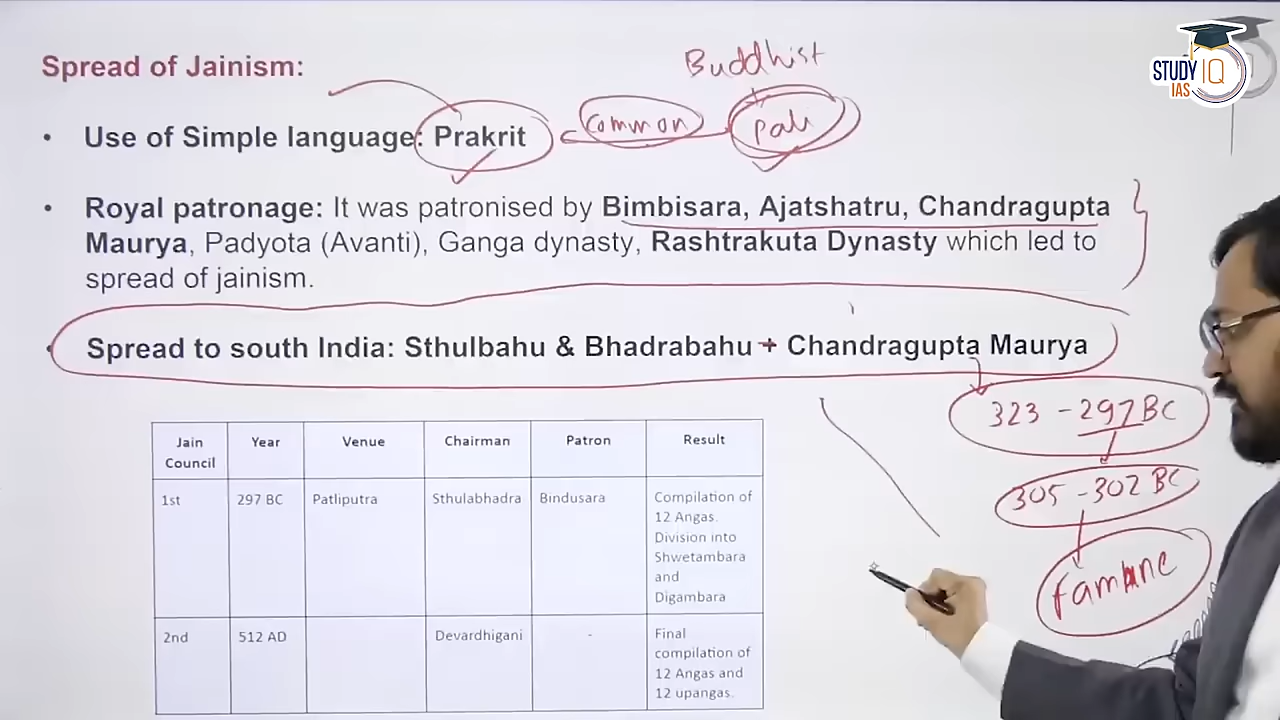 STUDY IQ
IAS
Buddhist
Spread of Jainism:
• Use of Simple language: Prakrit
common
Pali
• Royal patronage: It was patronised by Bimbisara, Ajatshatru, Chandragupta
Maurya, Padyota (Avanti), Ganga dynasty, Rashtrakuta Dynasty which led to
spread of jainism.
• Spread to south India: Sthulbahu & Bhadrabahu + Chandragupta Maurya
323 - 297 BC
305 - 302 BC
famine
Jain Council Year Venue Chairman Patron Result
1st 297 BC Patliputra Sthulabhadra Bindusara Compilation of
12 Angas.
Division into
Shwetambara
and
Digambara
2nd 512 AD Devardhigani - Final
compilation of
12 Angas and
12 upangas.